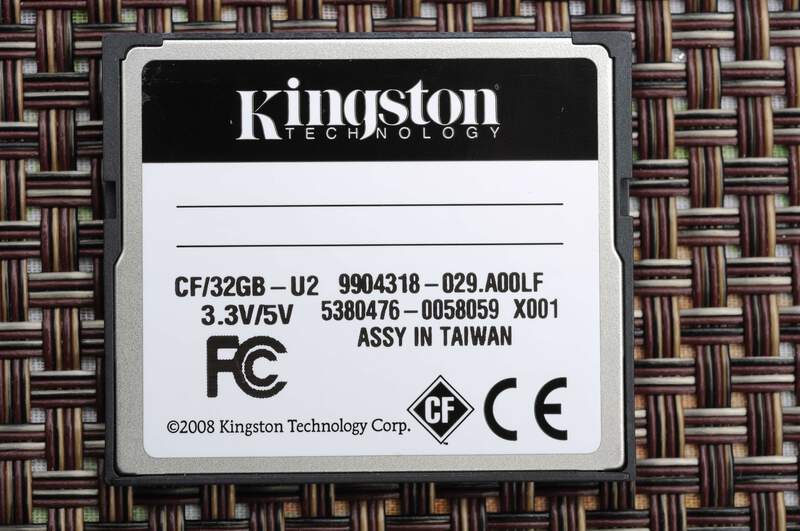 Kingston
TECHNOLOGY
CF/32GB-U2 9904318-029.A00LF
3.3V/5V 5380476-0058059 X001
ASSY IN TAIWAN
FC
CF
CE
©2008 Kingston Technology Corp.